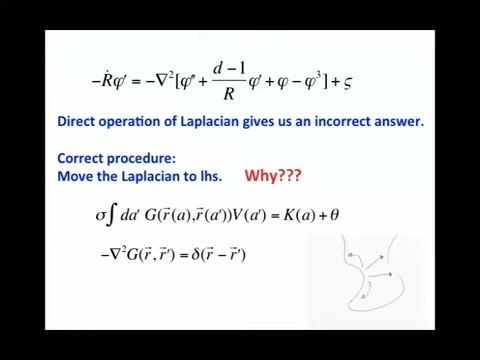 −Ṙφ′ = −∇²[φ″ + (d−1)/R φ′ + φ − φ³] + ς
Direct operation of Laplacian gives us an incorrect answer.
Correct procedure:
Move the Laplacian to lhs. Why???
σ∫ da′ G(r⃗(a),r⃗(a′))V(a′) = K(a) + θ
−∇²G(r⃗, r⃗′) = δ(r⃗ − r⃗′)